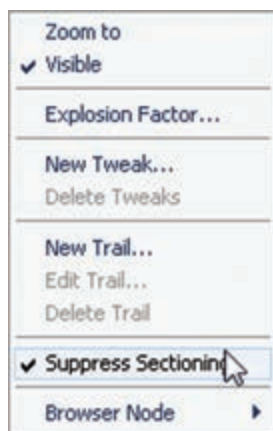 Zoom to
Visible
Explosion Factor...
New Tweak...
Delete Tweaks
New Trail...
Edit Trail...
Delete Trail
Suppress Sectioning
Browser Node